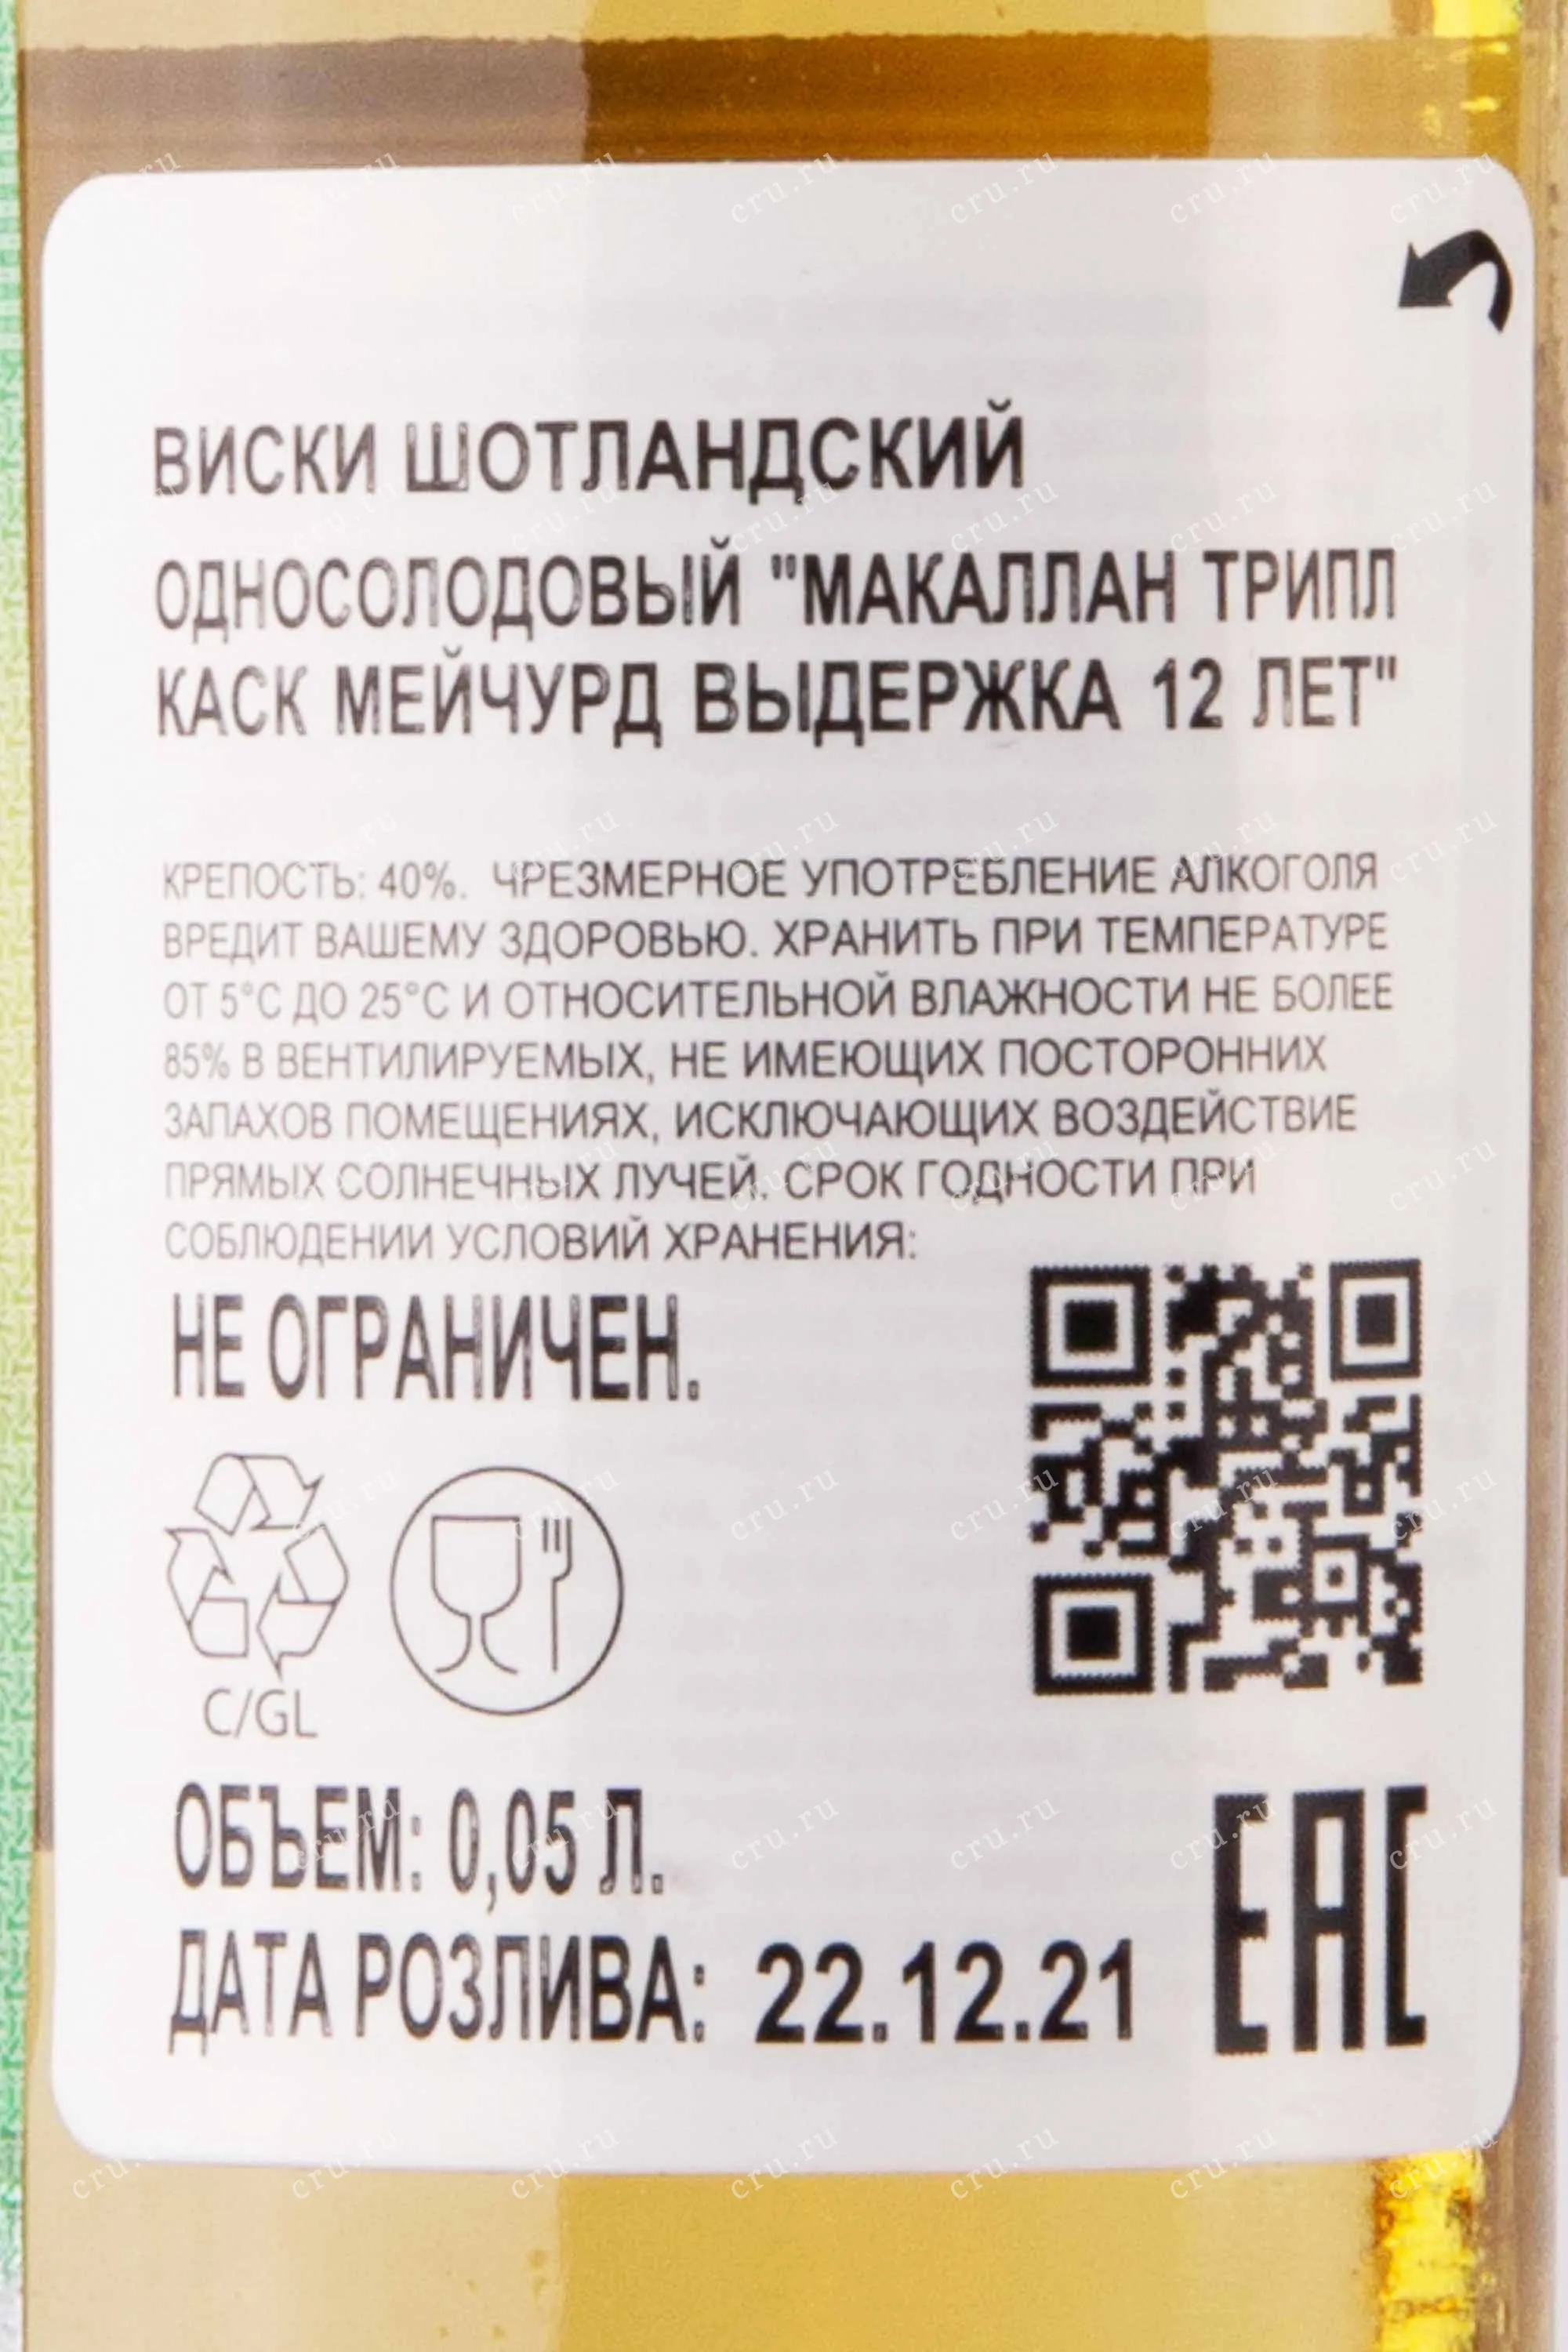 ВИСКИ ШОТЛАНДСКИЙ
ОДНОСОЛОДОВЫЙ "МАКАЛЛАН ТРИПЛ
КАСК МЕЙЧУРД ВЫДЕРЖКА 12 ЛЕТ"
КРЕПОСТЬ: 40%. ЧРЕЗМЕРНОЕ УПОТРЕБЛЕНИЕ АЛКОГОЛЯ
ВРЕДИТ ВАШЕМУ ЗДОРОВЬЮ. ХРАНИТЬ ПРИ ТЕМПЕРАТУРЕ
ОТ 5°С ДО 25°С И ОТНОСИТЕЛЬНОЙ ВЛАЖНОСТИ НЕ БОЛЕЕ
85% В ВЕНТИЛИРУЕМЫХ, НЕ ИМЕЮЩИХ ПОСТОРОННИХ
ЗАПАХОВ ПОМЕЩЕНИЯХ, ИСКЛЮЧАЮЩИХ ВОЗДЕЙСТВИЕ
ПРЯМЫХ СОЛНЕЧНЫХ ЛУЧЕЙ. СРОК ГОДНОСТИ ПРИ
СОБЛЮДЕНИИ УСЛОВИЙ ХРАНЕНИЯ:
НЕ ОГРАНИЧЕН.
C/GL
ОБЪЕМ: 0,05 Л.
ДАТА РОЗЛИВА: 22.12.21
EAC
cru.ru